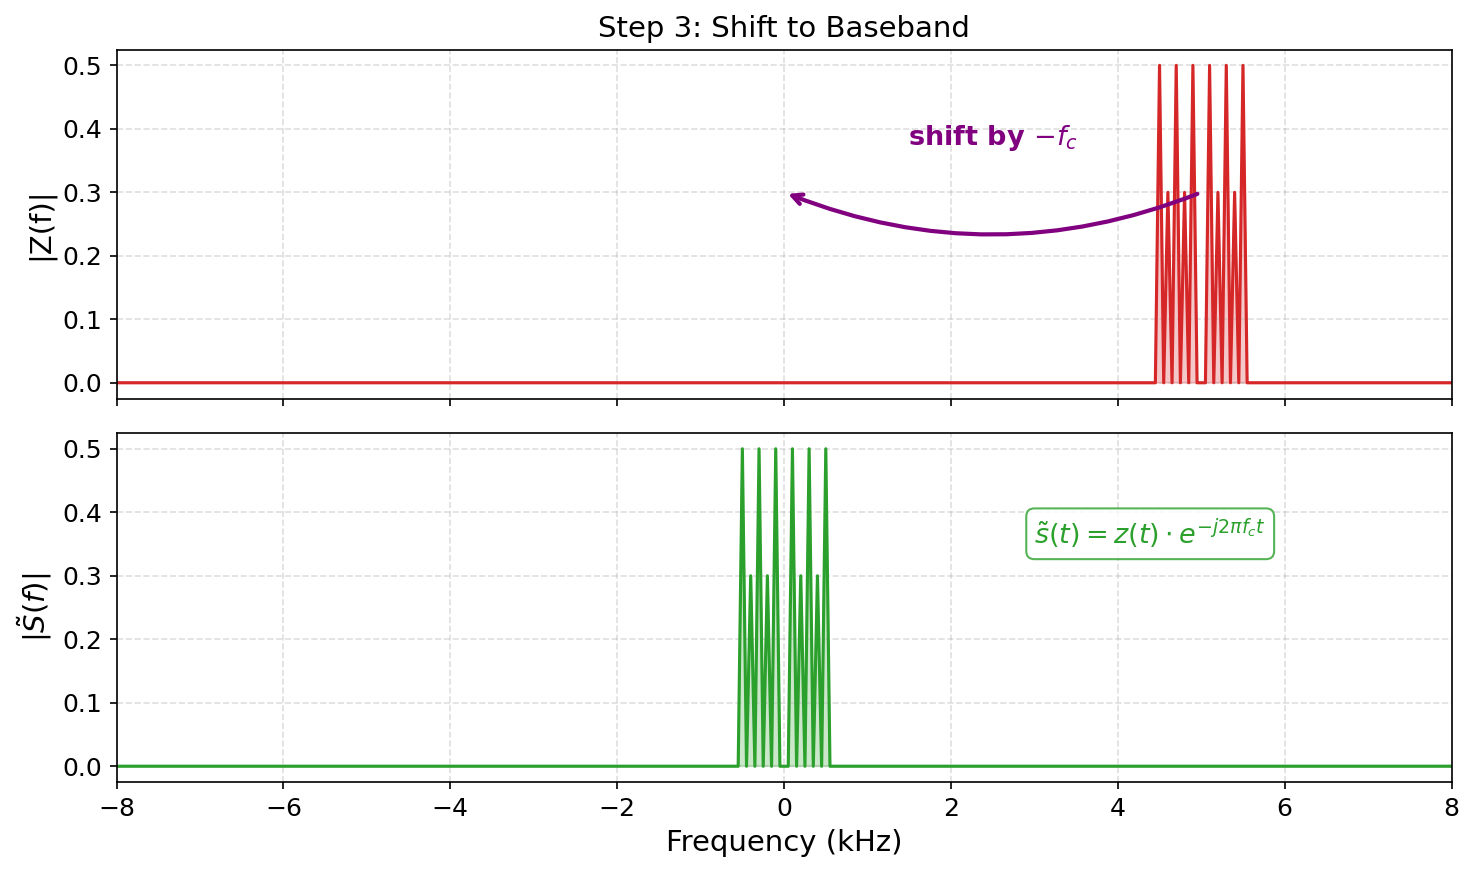 Step 3: Shift to Baseband
|Z(f)|
0.5
0.4
0.3
0.2
0.1
0.0
shift by −f_c
|S̃(f)|
0.5
0.4
0.3
0.2
0.1
0.0
s̃(t) = z(t) · e^{−j2πf_ct}
−8 −6 −4 −2 0 2 4 6 8
Frequency (kHz)